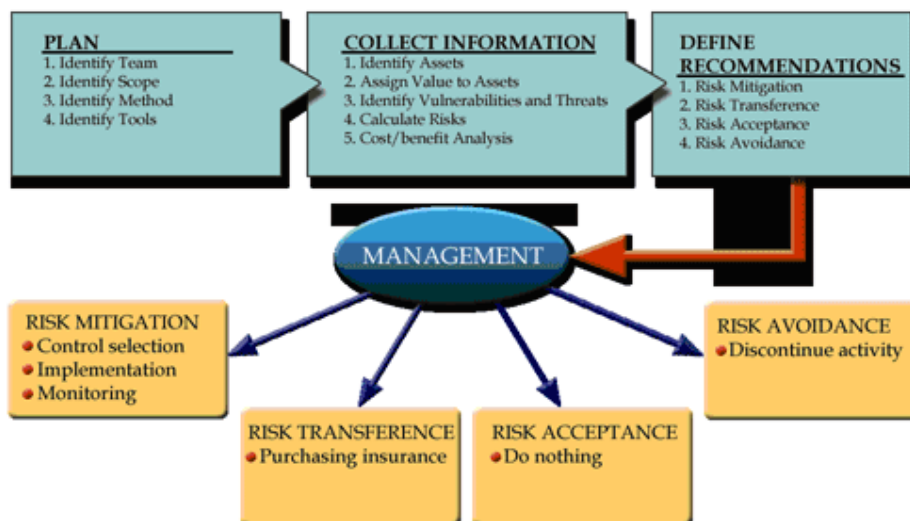 PLAN
1. Identify Team
2. Identify Scope
3. Identify Method
4. Identify Tools
COLLECT INFORMATION
1. Identify Assets
2. Assign Value to Assets
3. Identify Vulnerabilities and Threats
4. Calculate Risks
5. Cost/benefit Analysis
DEFINE
RECOMMENDATIONS
1. Risk Mitigation
2. Risk Transference
3. Risk Acceptance
4. Risk Avoidance
MANAGEMENT
RISK MITIGATION
• Control selection
• Implementation
• Monitoring
RISK TRANSFERENCE
• Purchasing insurance
RISK ACCEPTANCE
• Do nothing
RISK AVOIDANCE
• Discontinue activity